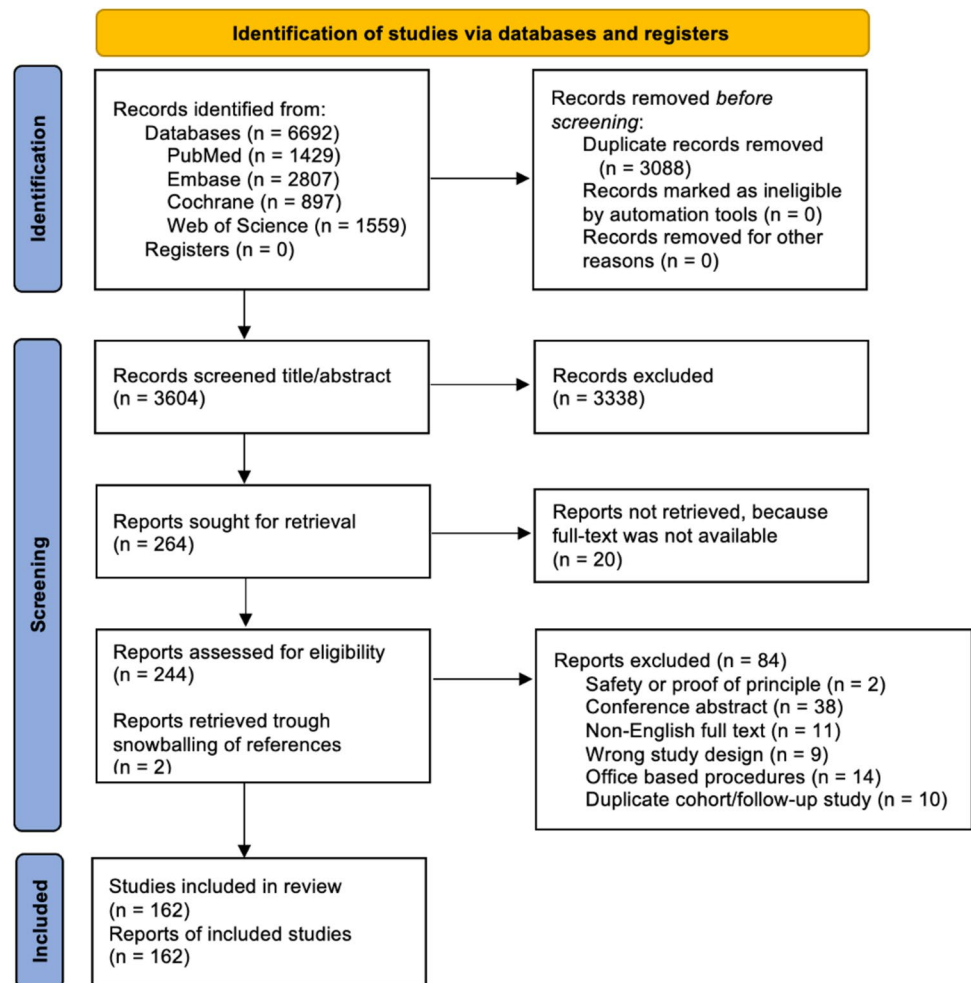 Identification of studies via databases and registers
Identification
Records identified from:
Databases (n = 6692)
PubMed (n = 1429)
Embase (n = 2807)
Cochrane (n = 897)
Web of Science (n = 1559)
Registers (n = 0)
Records removed before
screening:
Duplicate records removed
(n = 3088)
Records marked as ineligible
by automation tools (n = 0)
Records removed for other
reasons (n = 0)
Screening
Records screened title/abstract
(n = 3604)
Records excluded
(n = 3338)
Reports sought for retrieval
(n = 264)
Reports not retrieved, because
full-text was not available
(n = 20)
Reports assessed for eligibility
(n = 244)
Reports retrieved trough
snowballing of references
(n = 2)
Reports excluded (n = 84)
Safety or proof of principle (n = 2)
Conference abstract (n = 38)
Non-English full text (n = 11)
Wrong study design (n = 9)
Office based procedures (n = 14)
Duplicate cohort/follow-up study (n = 10)
Included
Studies included in review
(n = 162)
Reports of included studies
(n = 162)